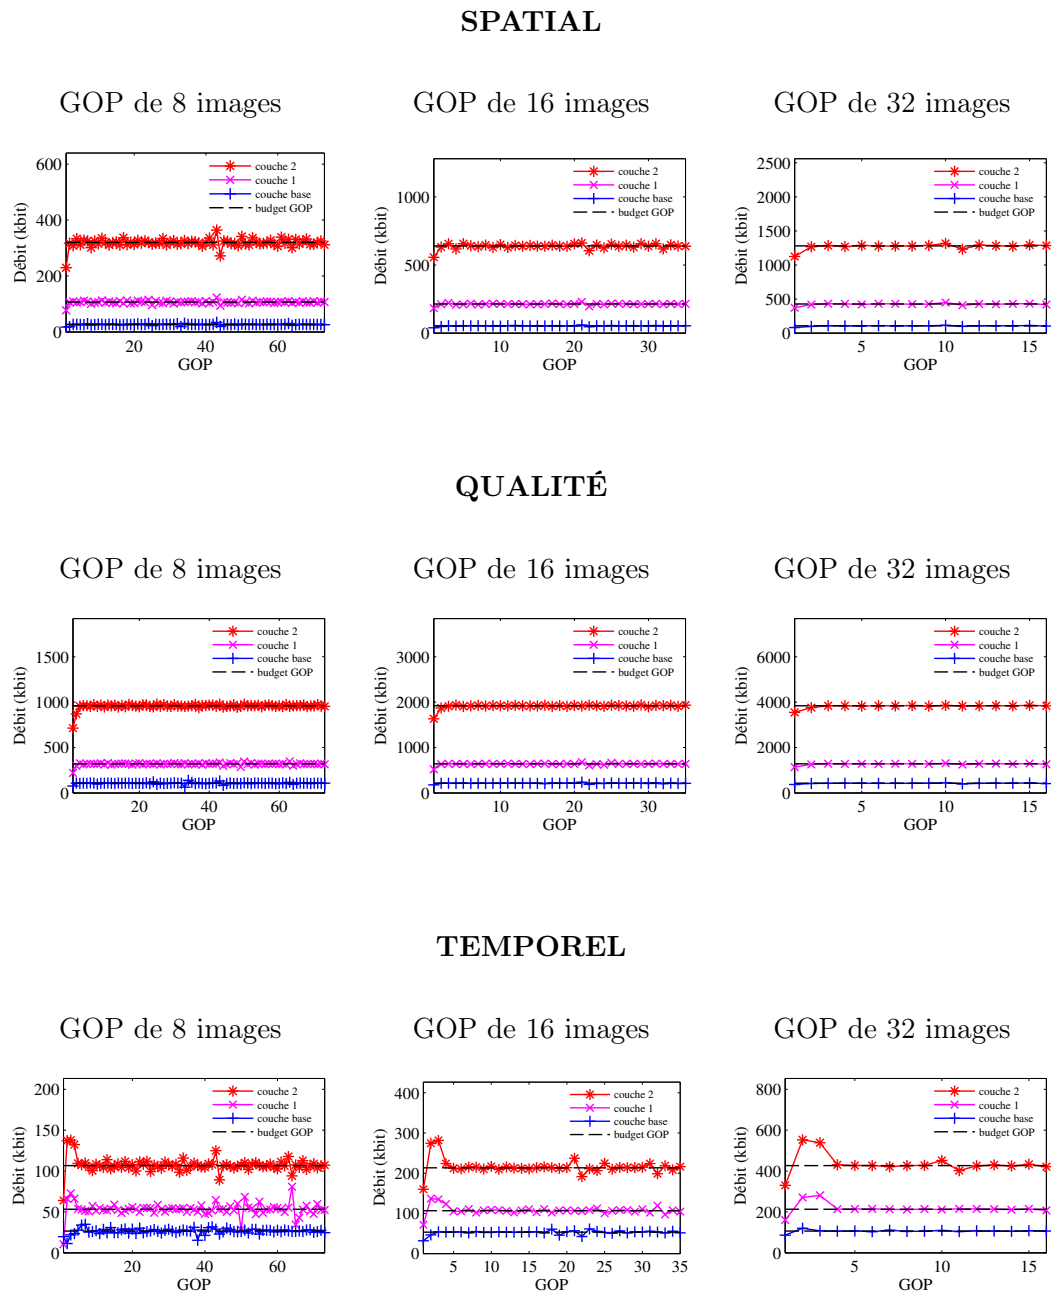 SPATIAL
GOP de 8 images
GOP de 16 images
GOP de 32 images
600
400
200
0
Débit (kbit)
couche 2
couche 1
couche base
budget GOP
20
40
60
GOP
1000
500
0
Débit (kbit)
couche 2
couche 1
couche base
budget GOP
10
20
30
GOP
2500
2000
1500
1000
500
0
Débit (kbit)
couche 2
couche 1
couche base
budget GOP
5
10
15
GOP
QUALITÉ
GOP de 8 images
GOP de 16 images
GOP de 32 images
1500
1000
500
0
Débit (kbit)
couche 2
couche 1
couche base
budget GOP
20
40
60
GOP
3000
2000
1000
0
Débit (kbit)
couche 2
couche 1
couche base
budget GOP
10
20
30
GOP
6000
4000
2000
0
Débit (kbit)
couche 2
couche 1
couche base
budget GOP
5
10
15
GOP
TEMPOREL
GOP de 8 images
GOP de 16 images
GOP de 32 images
200
150
100
50
0
Débit (kbit)
couche 2
couche 1
couche base
budget GOP
20
40
60
GOP
400
300
200
100
0
Débit (kbit)
couche 2
couche 1
couche base
budget GOP
5
10
15
20
25
30
35
GOP
800
600
400
200
0
Débit (kbit)
couche 2
couche 1
couche base
budget GOP
5
10
15
GOP